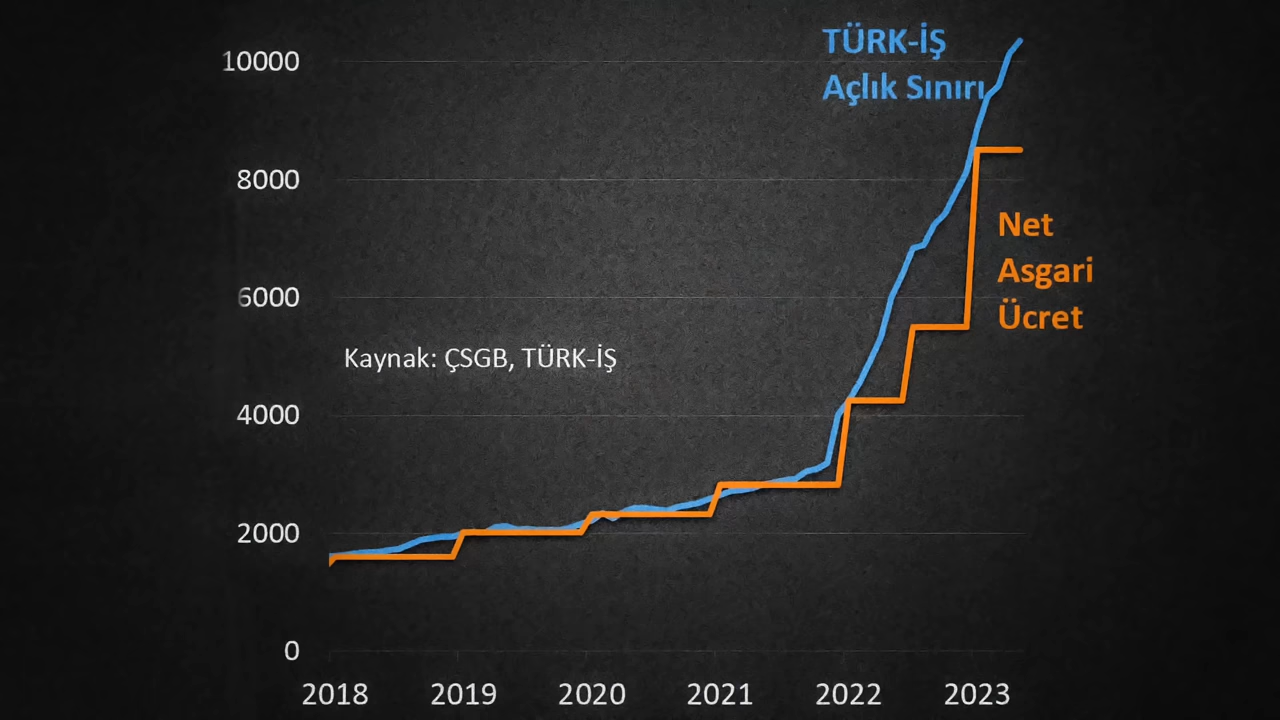 TÜRK-İŞ
Açlık Sınırı
10000
8000
Net
Asgari
Ücret
6000
Kaynak: ÇSGB, TÜRK-İŞ
4000
2000
0
2018 2019 2020 2021 2022 2023